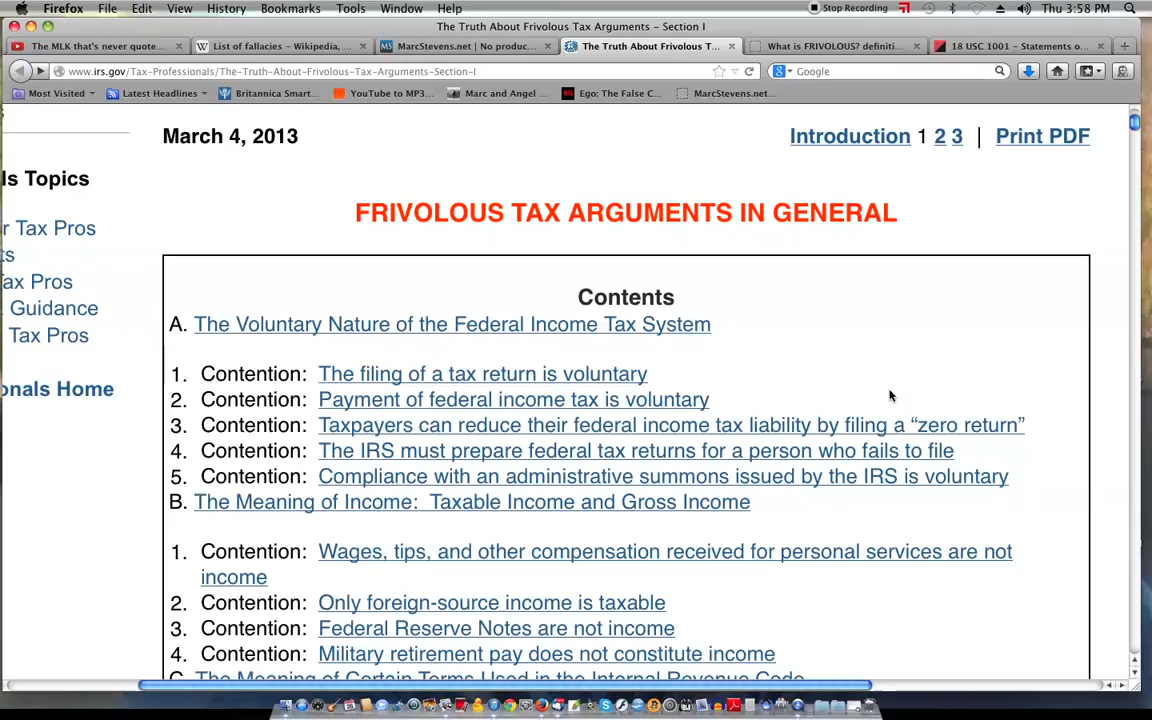 Firefox File Edit View History Bookmarks Tools Window Help Stop Recording Thu 3:58 PM
The Truth About Frivolous Tax Arguments – Section I
The MLK that's never quote... List of fallacies – Wikipedia, ... MarcStevens.net | No produc... The Truth About Frivolous T... What is FRIVOLOUS? definiti... 18 USC 1001 – Statements o...
www.irs.gov/Tax-Professionals/The-Truth-About-Frivolous-Tax-Arguments-Section-I Google
Most Visited Latest Headlines Britannica Smart... YouTube to MP3... Marc and Angel ... Ego: The False C... MarcStevens.net...
March 4, 2013 Introduction 1 2 3 | Print PDF
ls Topics
FRIVOLOUS TAX ARGUMENTS IN GENERAL
r Tax Pros
ts
ax Pros
Guidance
Tax Pros
onals Home
Contents
A. The Voluntary Nature of the Federal Income Tax System
1. Contention: The filing of a tax return is voluntary
2. Contention: Payment of federal income tax is voluntary
3. Contention: Taxpayers can reduce their federal income tax liability by filing a “zero return”
4. Contention: The IRS must prepare federal tax returns for a person who fails to file
5. Contention: Compliance with an administrative summons issued by the IRS is voluntary
B. The Meaning of Income: Taxable Income and Gross Income
1. Contention: Wages, tips, and other compensation received for personal services are not
income
2. Contention: Only foreign-source income is taxable
3. Contention: Federal Reserve Notes are not income
4. Contention: Military retirement pay does not constitute income
C. The Meaning of Certain Terms Used in the Internal Revenue Code